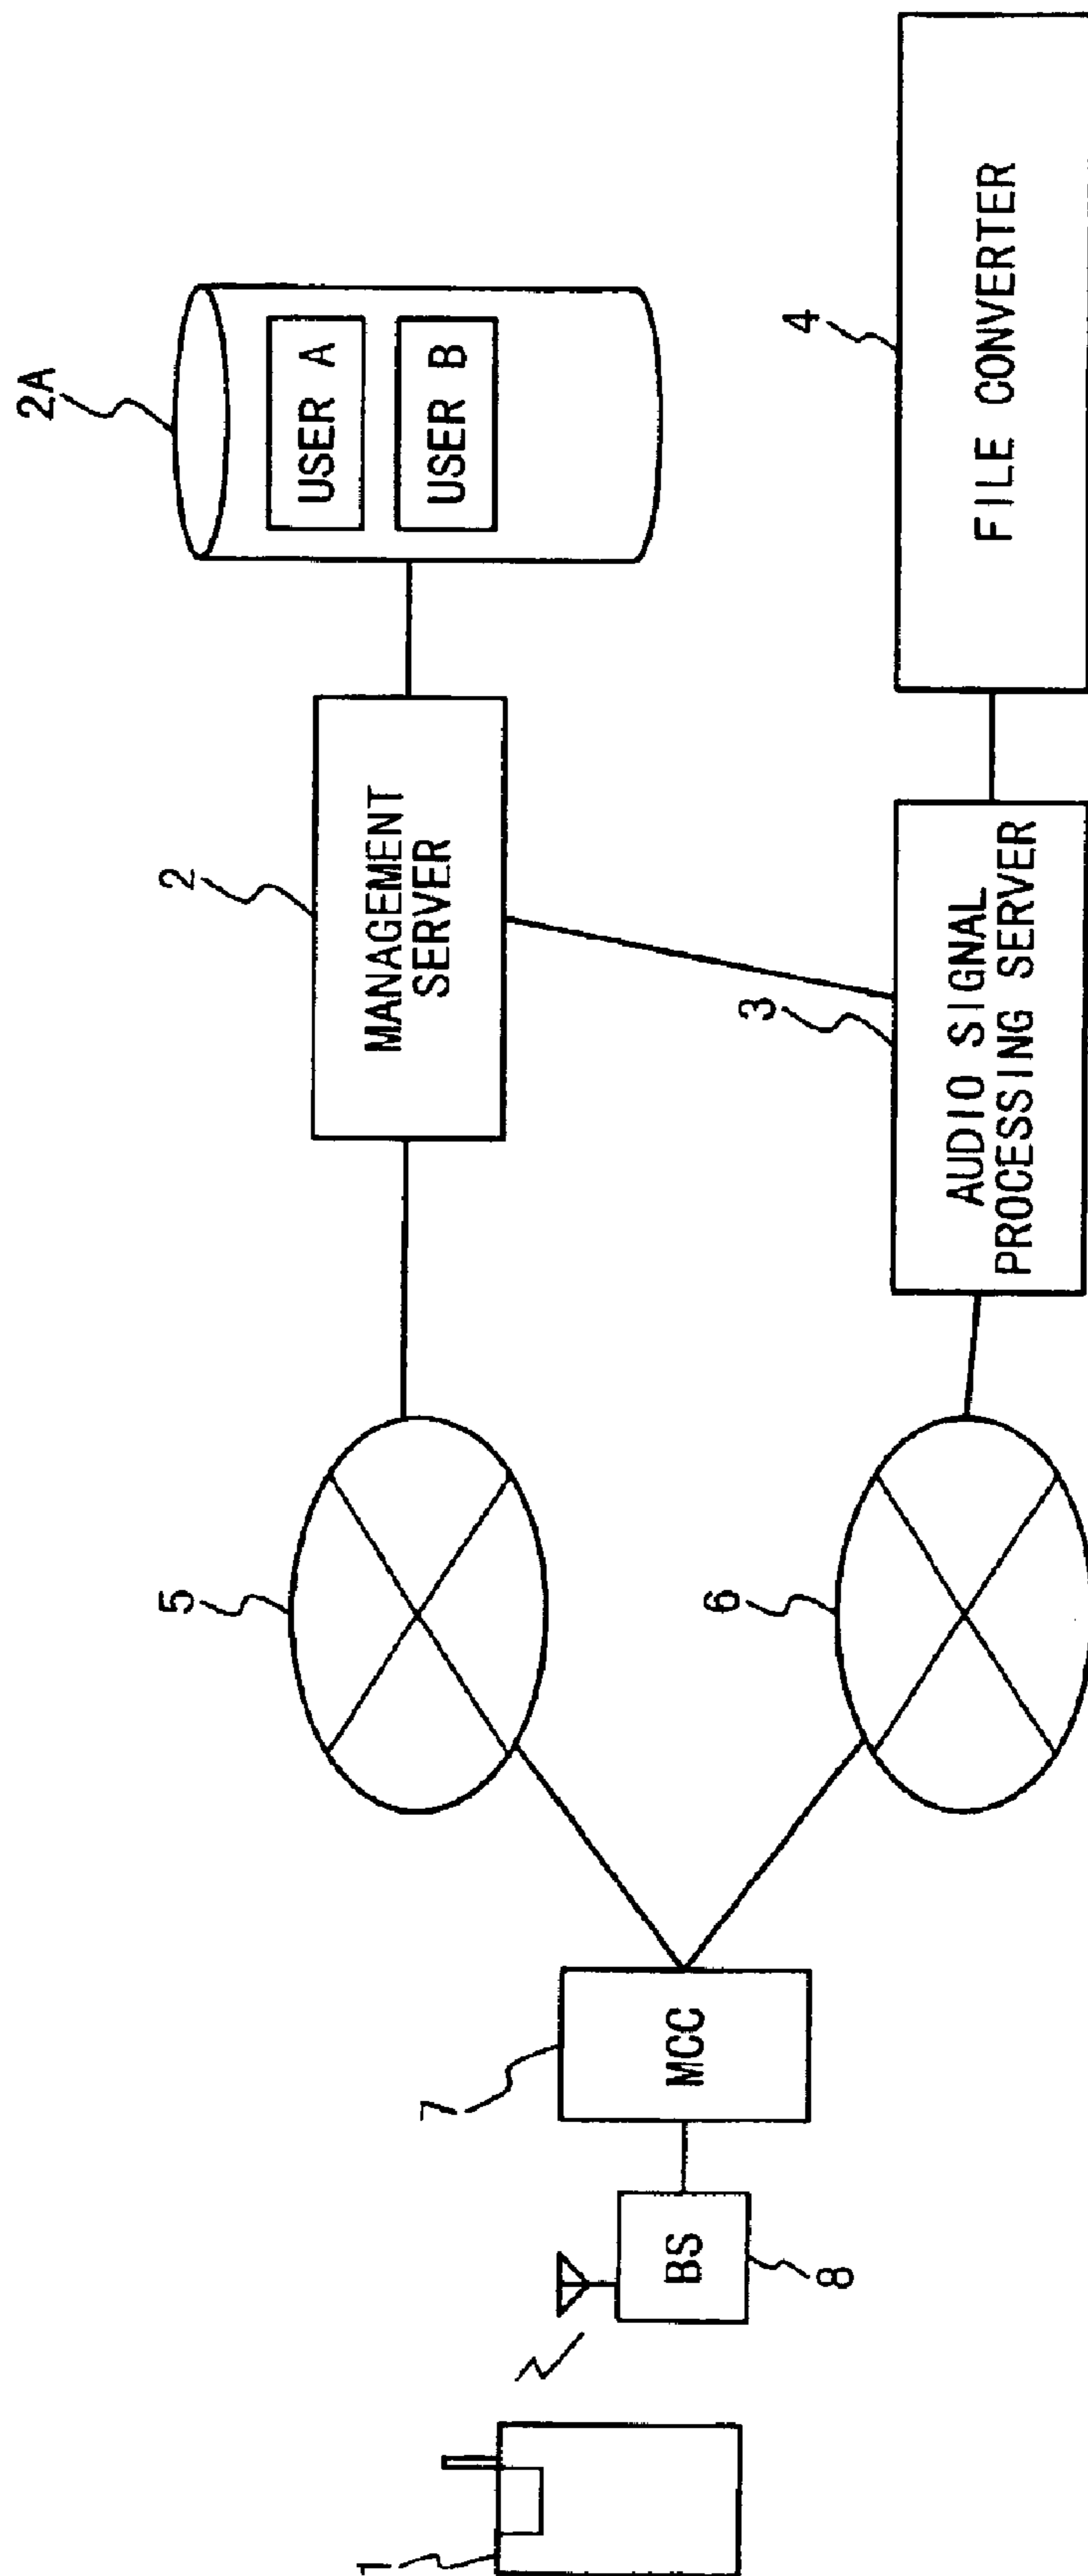 2A
USER A
USER B
2
MANAGEMENT
SERVER
5
4
FILE CONVERTER
3
AUDIO SIGNAL
PROCESSING SERVER
6
7
MCC
BS
8
1